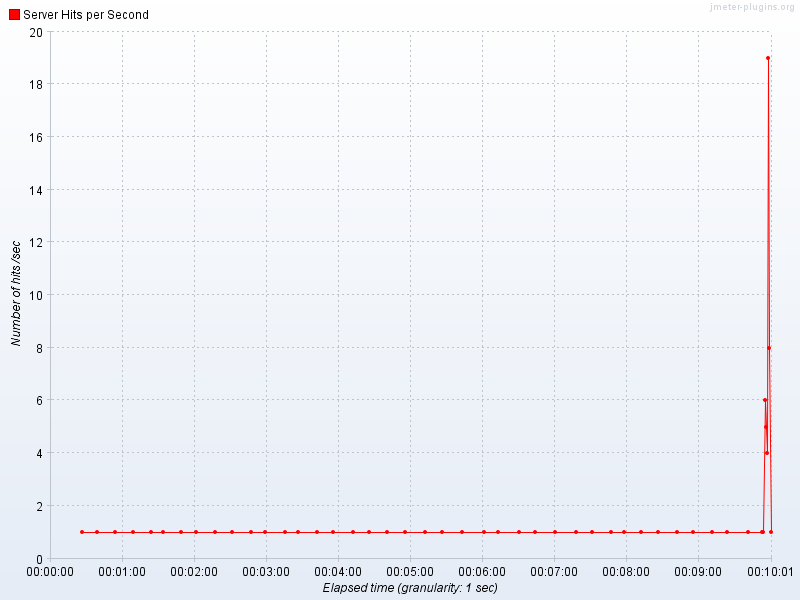 jmeter-plugins.org
Server Hits per Second
20
18
16
14
12
10
8
6
4
2
0
Number of hits /sec
00:00:00 00:01:00 00:02:00 00:03:00 00:04:00 00:05:00 00:06:00 00:07:00 00:08:00 00:09:00 00:10:01
Elapsed time (granularity: 1 sec)